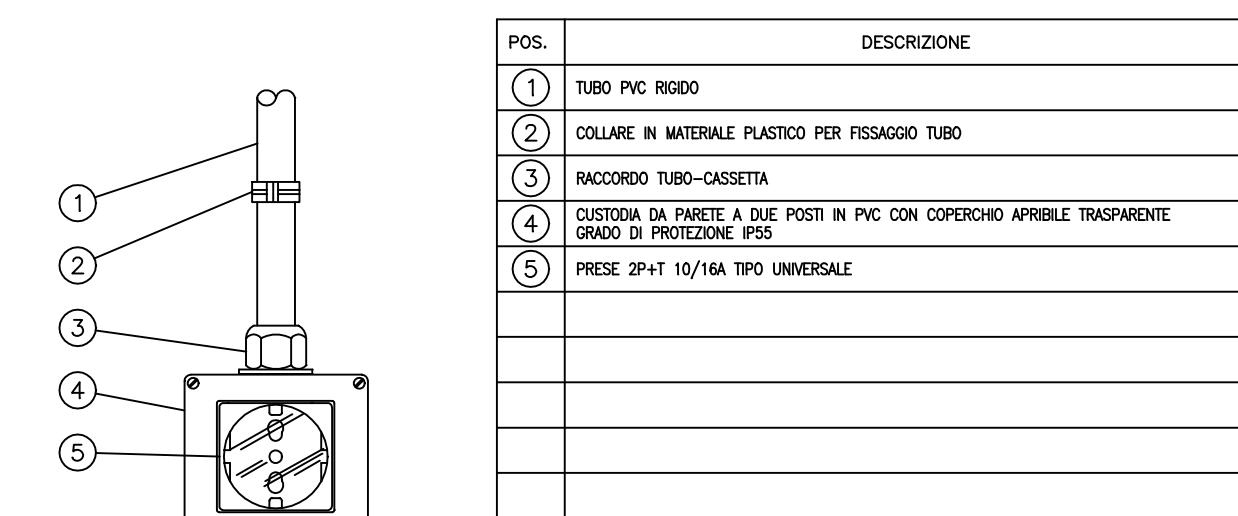 POS. DESCRIZIONE
1 TUBO PVC RIGIDO
2 COLLARE IN MATERIALE PLASTICO PER FISSAGGIO TUBO
3 RACCORDO TUBO-CASSETTA
4 CUSTODIA DA PARETE A DUE POSTI IN PVC CON COPERCHIO APRIBILE TRASPARENTE
GRADO DI PROTEZIONE IP55
5 PRESE 2P+T 10/16A TIPO UNIVERSALE
1
2
3
4
5